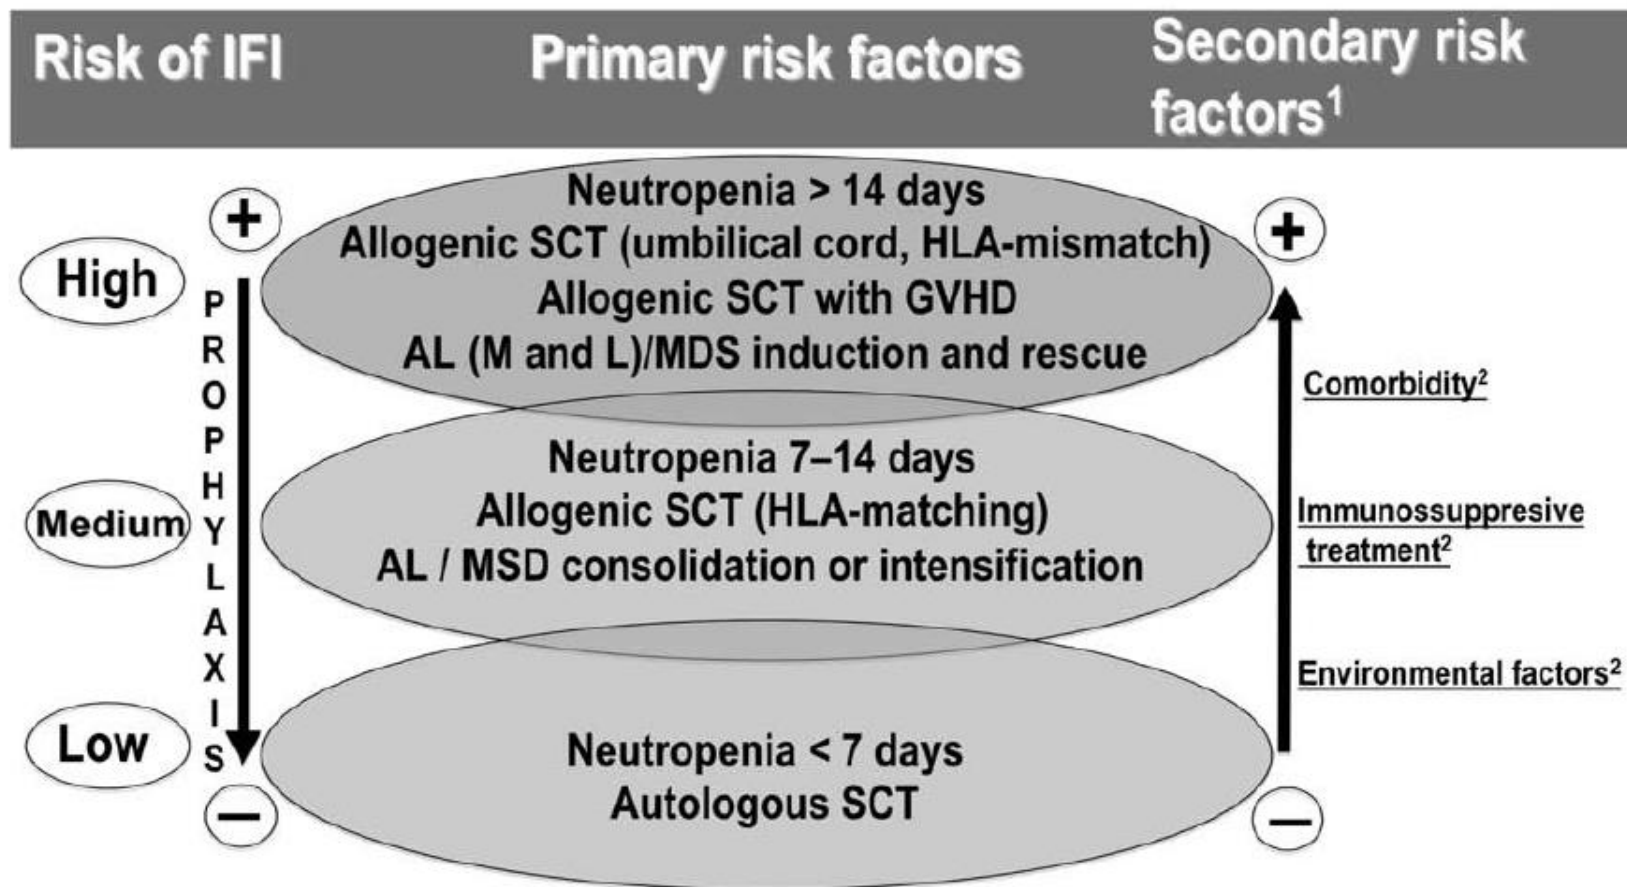 Risk of IFI
Primary risk factors
Secondary risk
factors1
+
High
PROPHYLAXIS
Medium
Low
−
Neutropenia > 14 days
Allogenic SCT (umbilical cord, HLA-mismatch)
Allogenic SCT with GVHD
AL (M and L)/MDS induction and rescue
Neutropenia 7–14 days
Allogenic SCT (HLA-matching)
AL / MSD consolidation or intensification
Neutropenia < 7 days
Autologous SCT
+
Comorbidity2
Immunossuppresive
treatment2
Environmental factors2
−